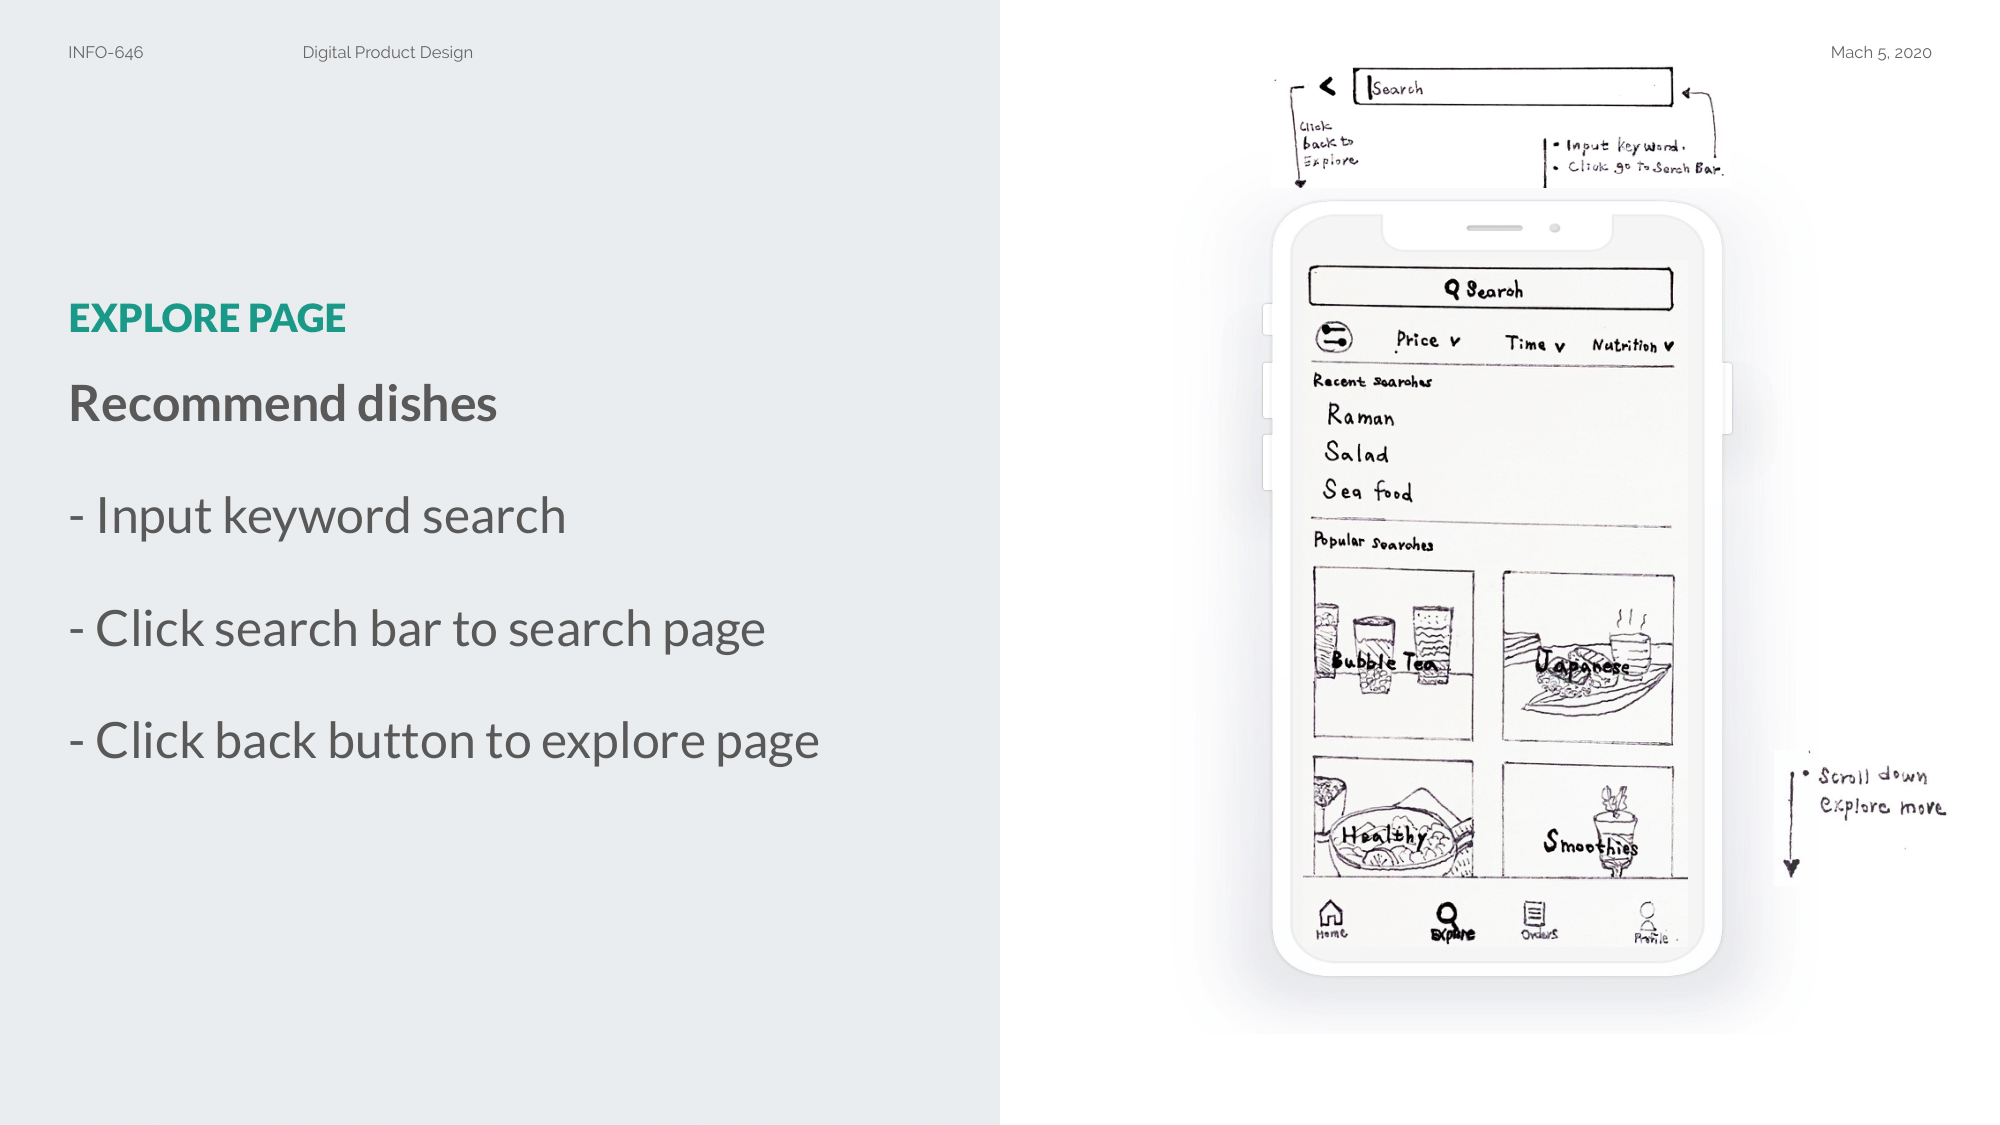 INFO-646
Digital Product Design
Mach 5, 2020
EXPLORE PAGE
Recommend dishes
- Input keyword search
- Click search bar to search page
- Click back button to explore page
Search
Click
back to
Explore
• Input key word.
• Click go to Serch Bar.
Search
Price
Time
Nutrition
Recent searches
Raman
Salad
Sea food
Popular searches
Bubble Tea
Japanese
Healthy
Smoothies
Home
Explore
Orders
Profile
• Scroll down
explore more